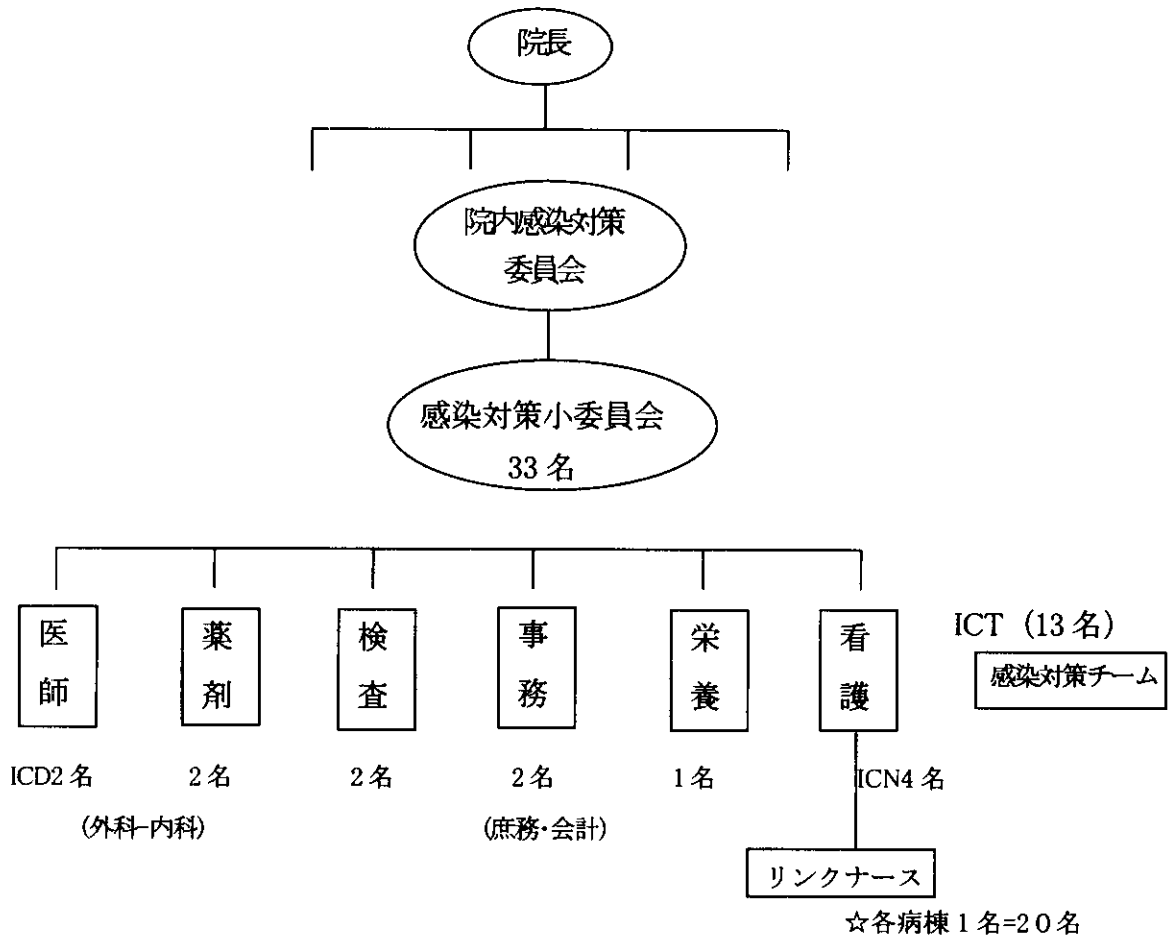 院長
院内感染対策
委員会
感染対策小委員会
33名
医師
薬剤
検査
事務
栄養
看護
ICT（13名）
感染対策チーム
ICD2名
2名
2名
2名
1名
ICN4名
（外科-内科）
（庶務・会計）
リンクナース
☆各病棟1名=20名